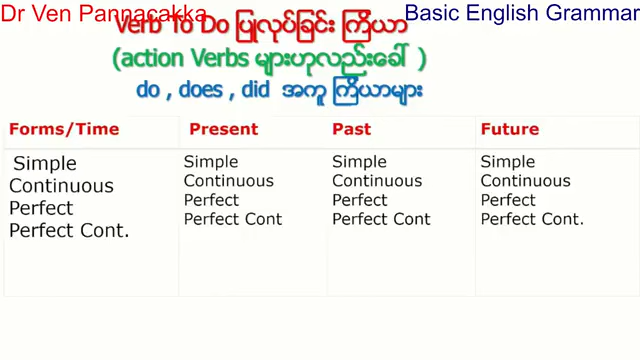 Dr Ven Pannacakka
Basic English Grammar
Verb To Do ပြုလုပ်ခြင်း ကြိယာ
(action Verbs များဟုလည်းခေါ် )
do , does , did အကူ ကြိယာများ
Forms/Time Present Past Future
Simple Simple Simple Simple
Continuous Continuous Continuous Continuous
Perfect Perfect Perfect Perfect
Perfect Cont. Perfect Cont Perfect Cont Perfect Cont.